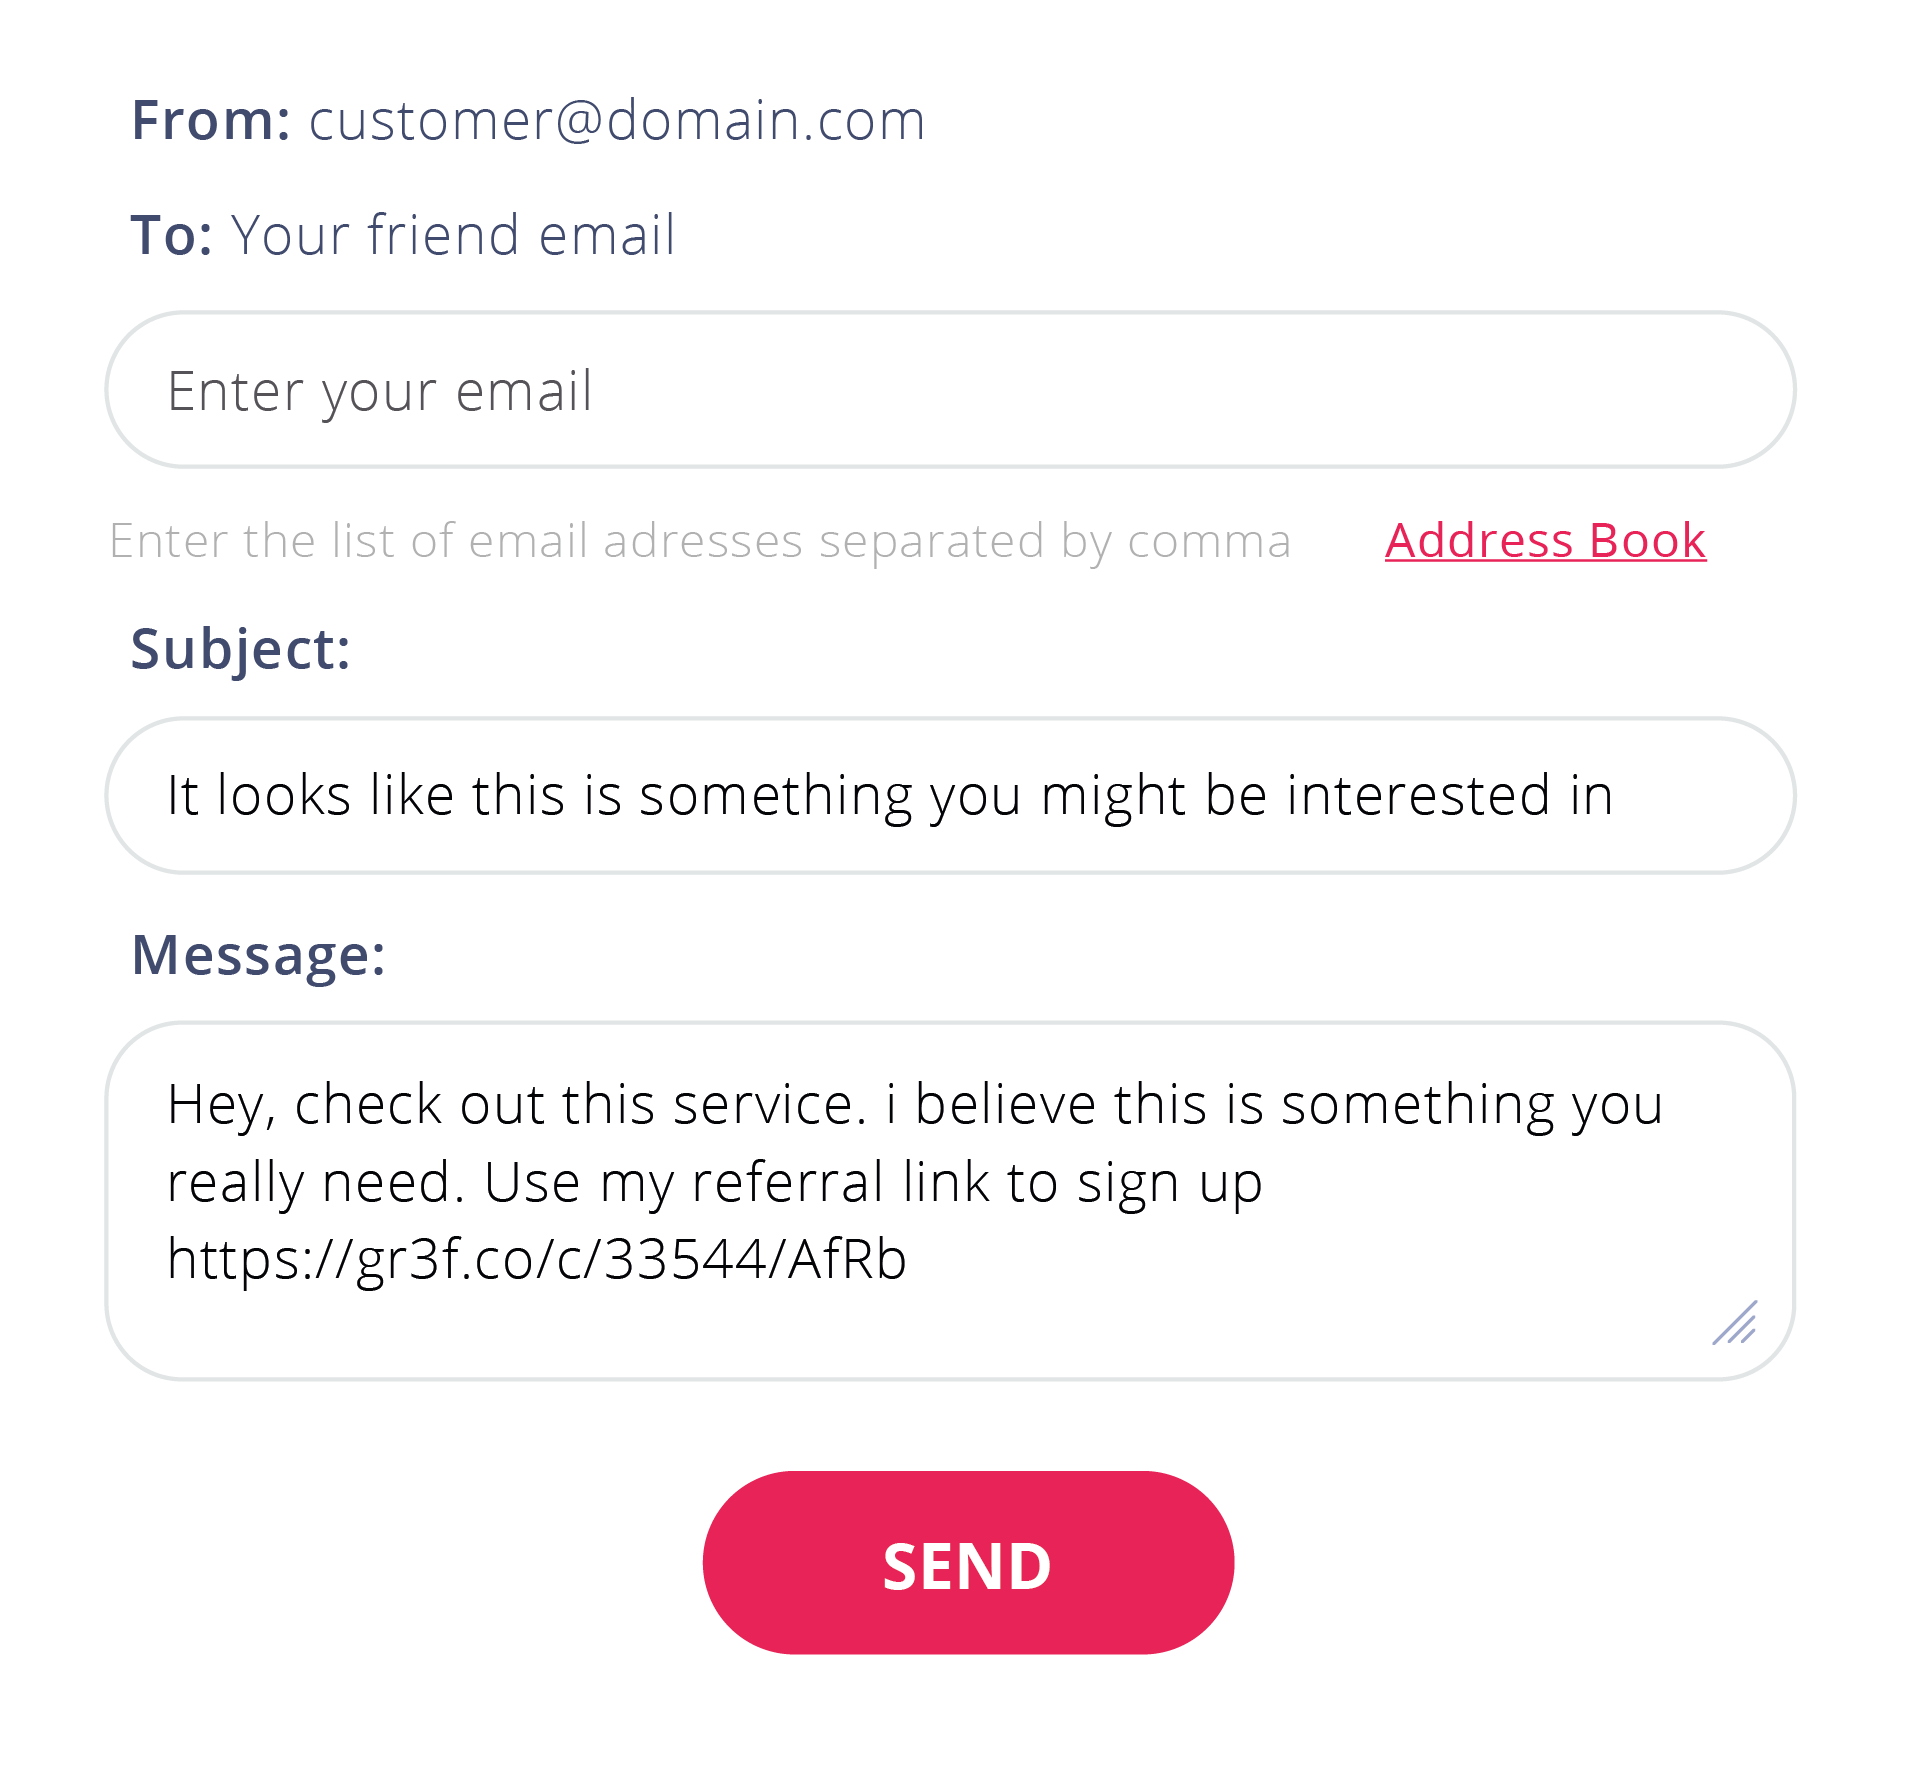 From: customer@domain.com
To: Your friend email
Enter your email
Enter the list of email adresses separated by comma Address Book
Subject:
It looks like this is something you might be interested in
Message:
Hey, check out this service. i believe this is something you
really need. Use my referral link to sign up
https://gr3f.co/c/33544/AfRb
SEND